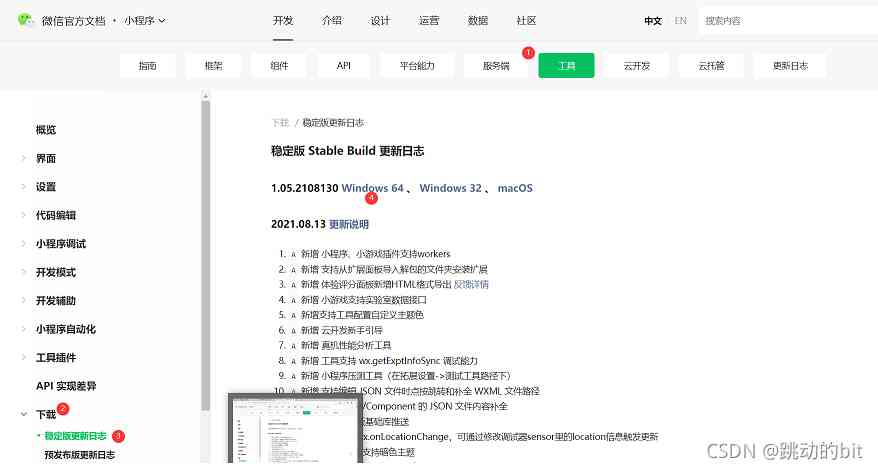 微信官方文档 · 小程序
开发 介绍 设计 运营 数据 社区
中文 EN 搜索内容
指南 框架 组件 API 平台能力 服务端 1 工具 云开发 云托管 更新日志
概览
界面
设置
代码编辑
小程序调试
开发模式
开发辅助
小程序自动化
工具插件
API 实现差异
下载 2
稳定版更新日志 3
预发布版更新日志
下载 / 稳定版更新日志
稳定版 Stable Build 更新日志
1.05.2108130 Windows 64 、 Windows 32 、 macOS
4
2021.08.13 更新说明
1. A 新增 小程序、小游戏插件支持workers
2. A 新增 支持从扩展面板导入解包的文件夹安装扩展
3. A 新增 体验评分面板新增HTML格式导出 反馈详情
4. A 新增 小游戏支持实验室数据接口
5. A 新增支持工具配置自定义主题色
6. A 新增 云开发新手引导
7. A 新增 真机性能分析工具
8. A 新增 工具支持 wx.getExptInfoSync 调试能力
9. A 新增 小程序压测工具（在拓展设置->测试工具路径下）
10. A 新增 支持编辑 JSON 文件时点按跳转和补全 WXML 文件路径
/Component 的 JSON 文件内容补全
基础库推送
x.onLocationChange，可通过修改调试器sensor里的location信息触发更新
支持暗色主题
CSDN @跳动的bit